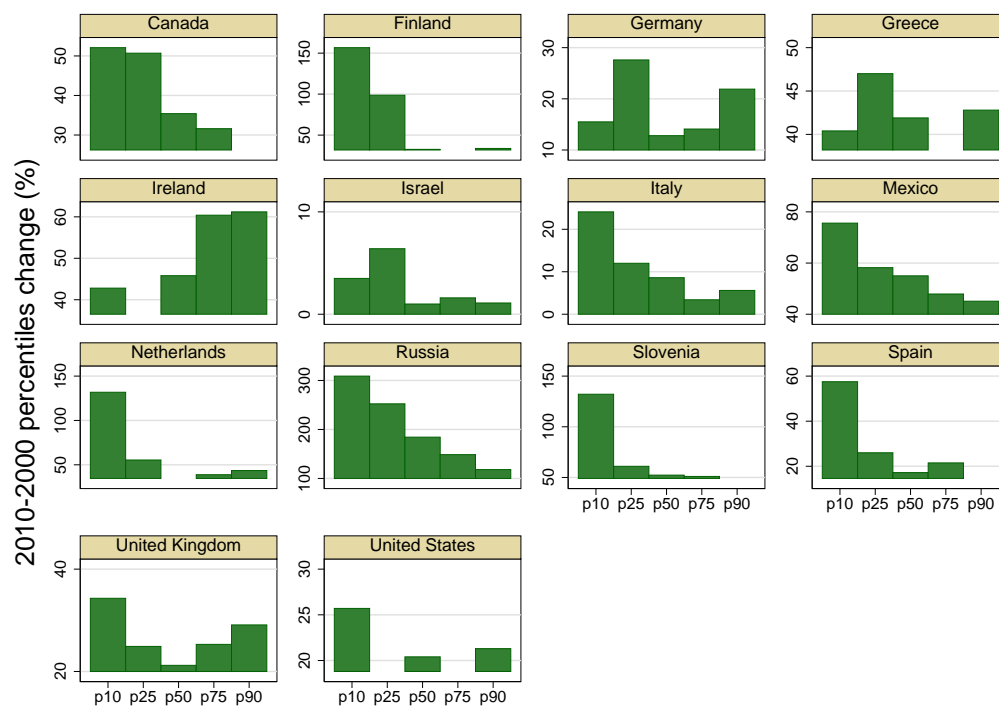 2010-2000 percentiles change (%)
Canada
50
40
30
Finland
150
100
50
Germany
30
20
10
Greece
50
45
40
Ireland
60
50
40
Israel
10
0
Italy
20
10
0
Mexico
80
60
40
Netherlands
150
100
50
Russia
300
200
100
Slovenia
150
100
50
p10 p25 p50 p75 p90
Spain
60
40
20
p10 p25 p50 p75 p90
United Kingdom
40
20
p10 p25 p50 p75 p90
United States
30
25
20
p10 p25 p50 p75 p90